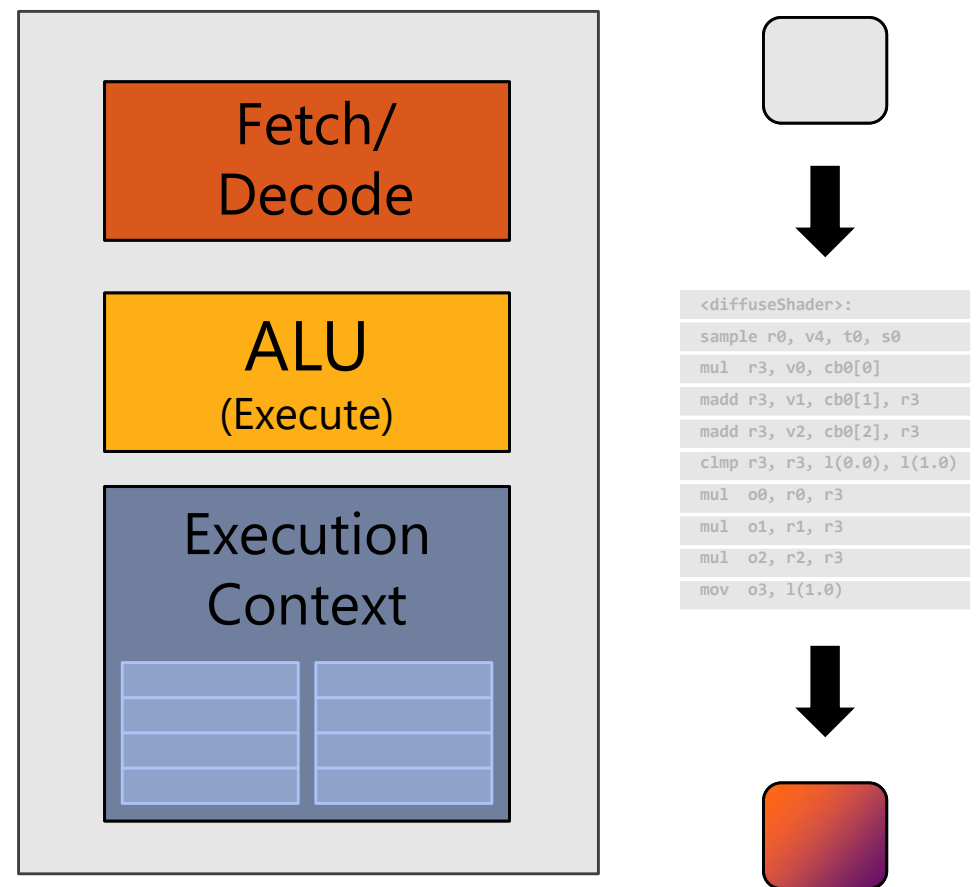 Fetch/
Decode
ALU
(Execute)
Execution
Context
<diffuseShader>:
sample r0, v4, t0, s0
mul  r3, v0, cb0[0]
madd r3, v1, cb0[1], r3
madd r3, v2, cb0[2], r3
clmp r3, r3, l(0.0), l(1.0)
mul  o0, r0, r3
mul  o1, r1, r3
mul  o2, r2, r3
mov  o3, l(1.0)